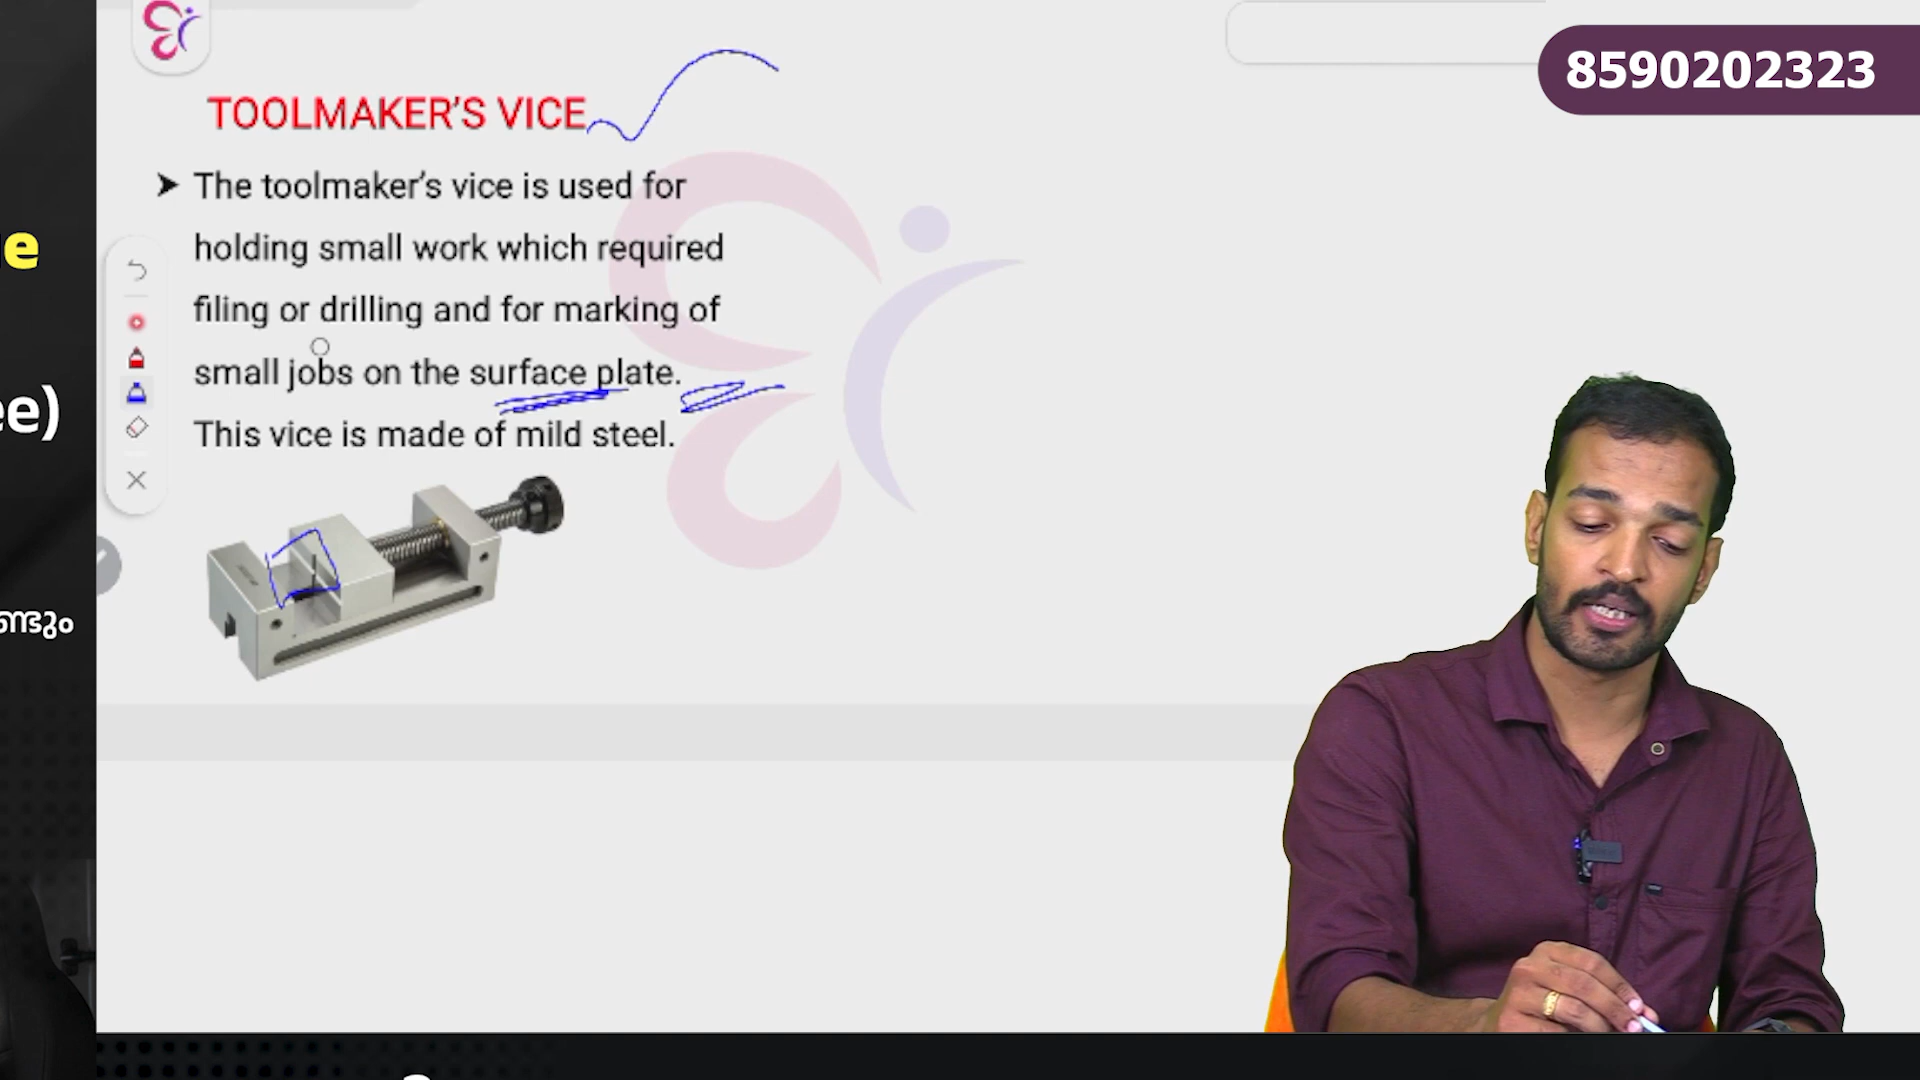 8590202323
TOOLMAKER’S VICE
➤ The toolmaker’s vice is used for
holding small work which required
filing or drilling and for marking of
small jobs on the surface plate.
This vice is made of mild steel.
e
ee)
ണ്ടും